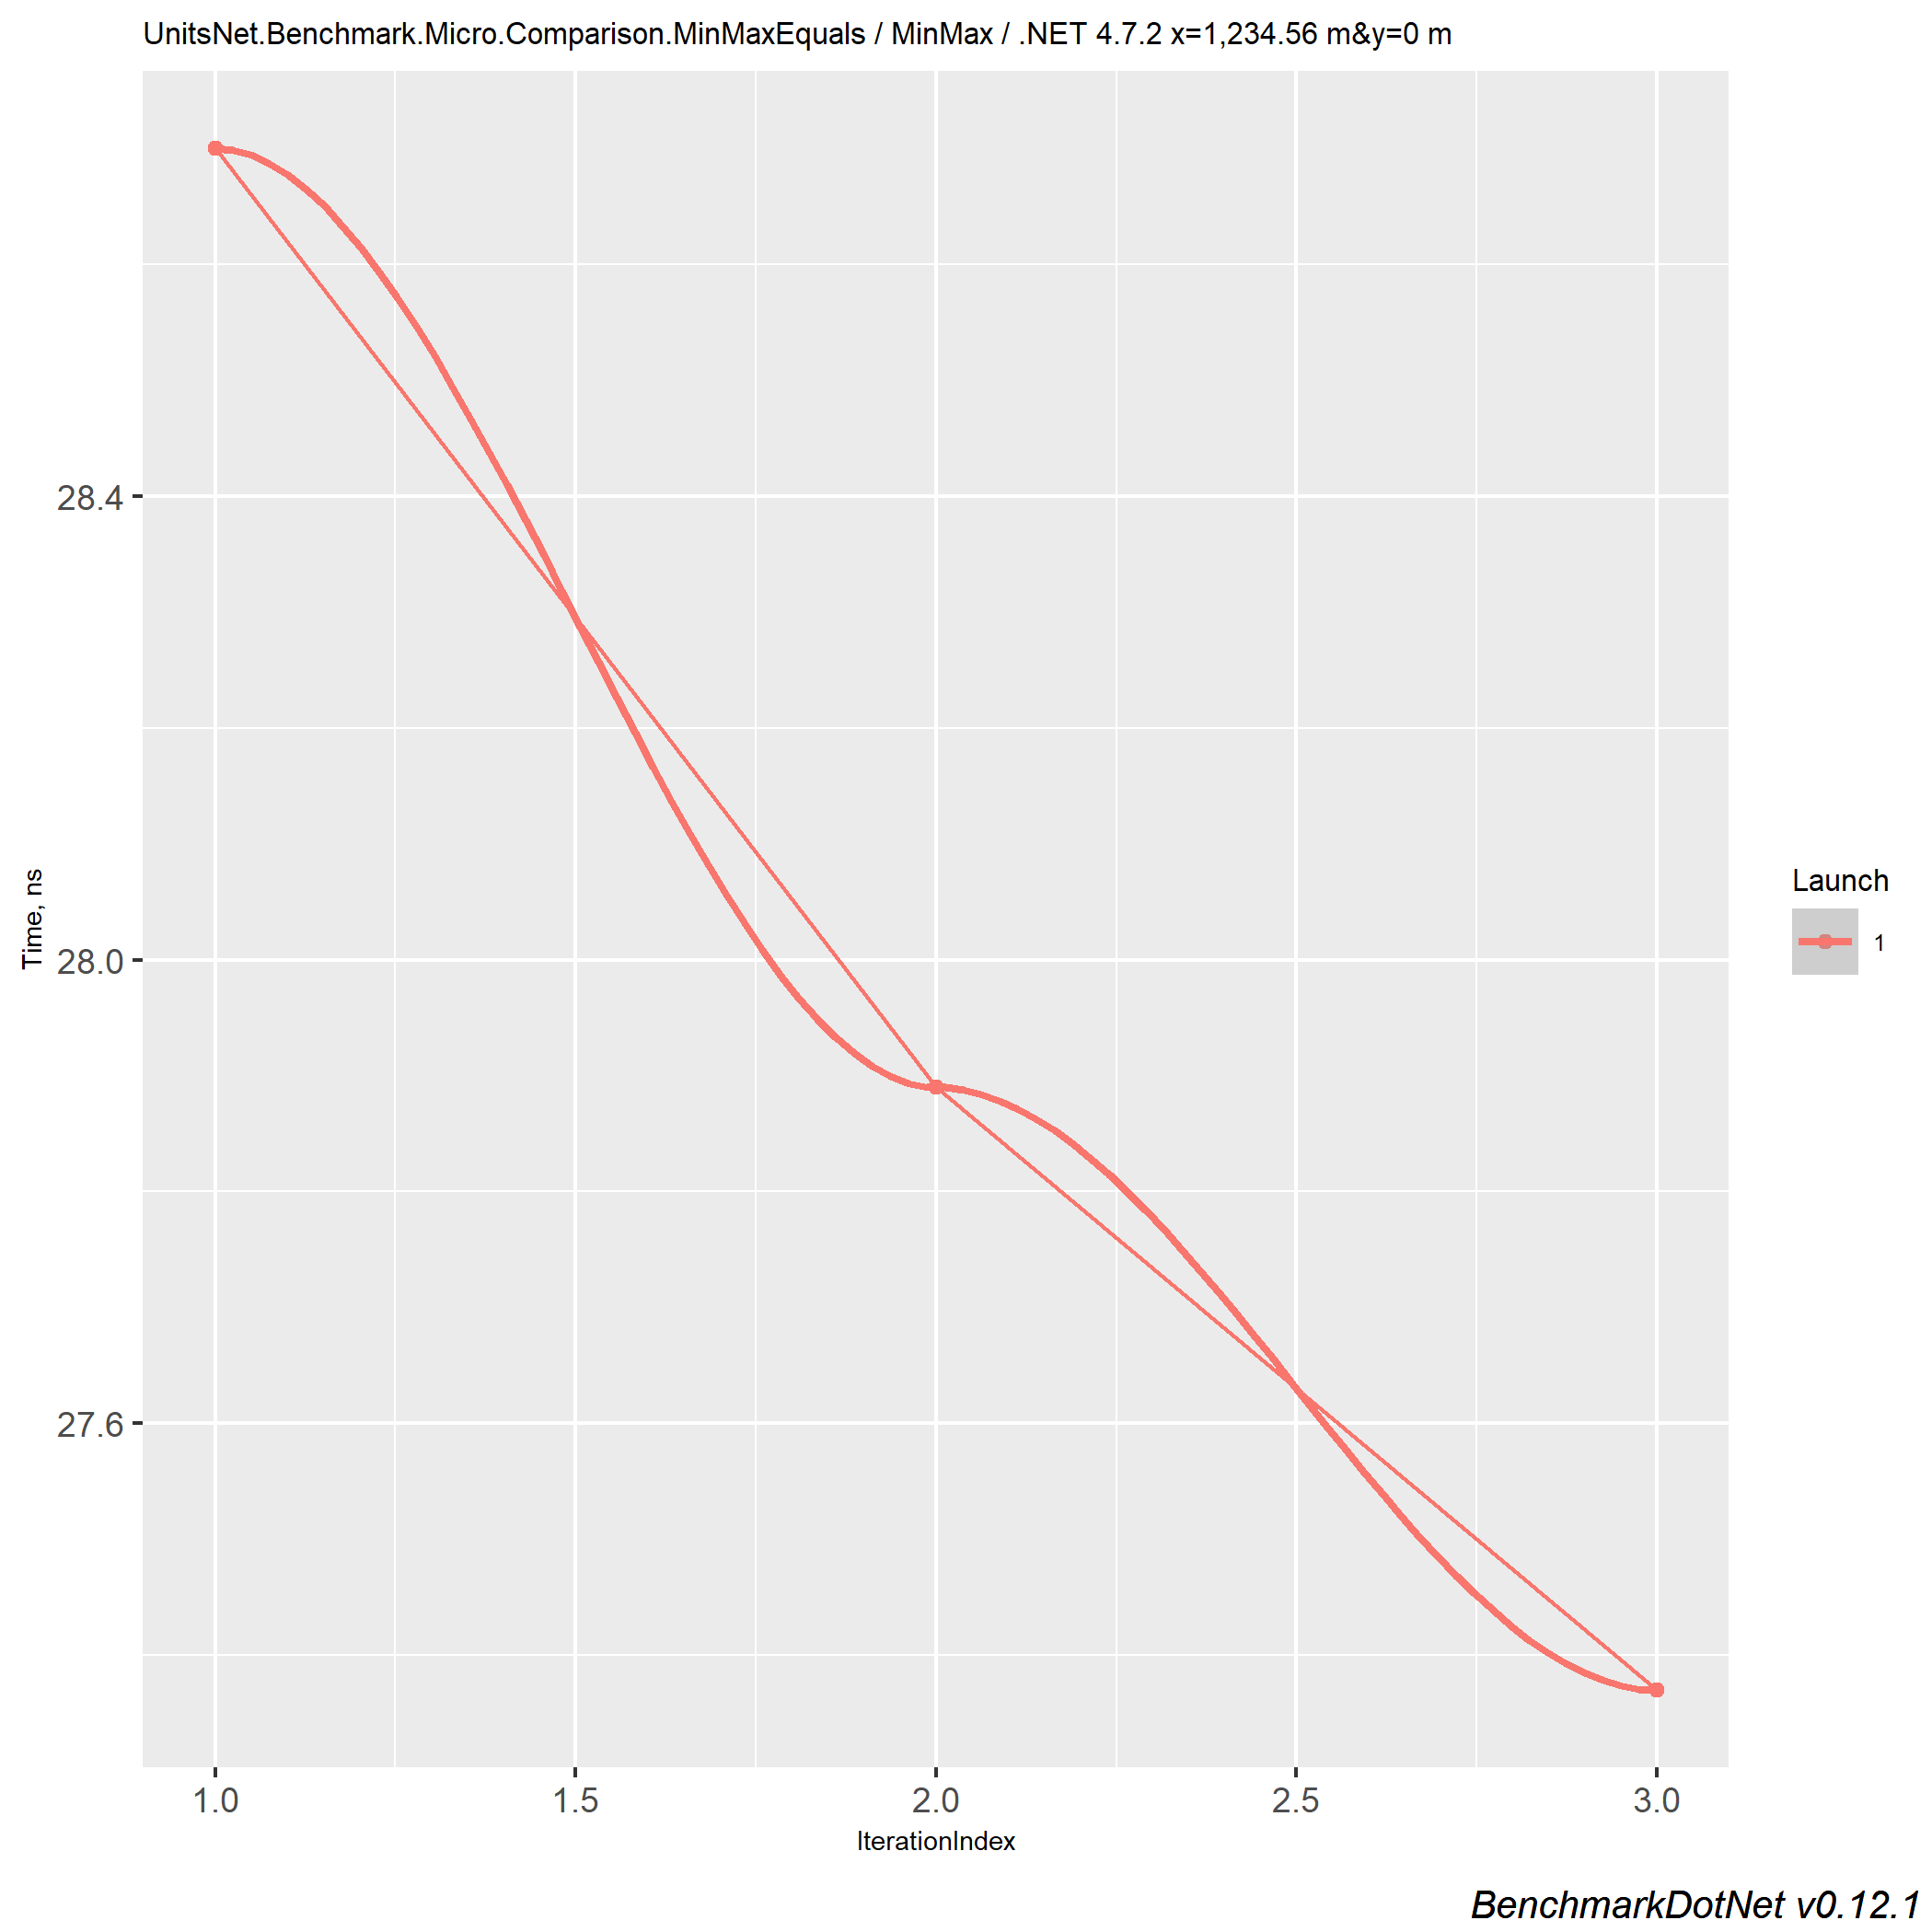 UnitsNet.Benchmark.Micro.Comparison.MinMaxEquals / MinMax / .NET 4.7.2 x=1,234.56 m&y=0 m
28.4
28.0
27.6
Time, ns
1.0 1.5 2.0 2.5 3.0
IterationIndex
Launch
1
BenchmarkDotNet v0.12.1